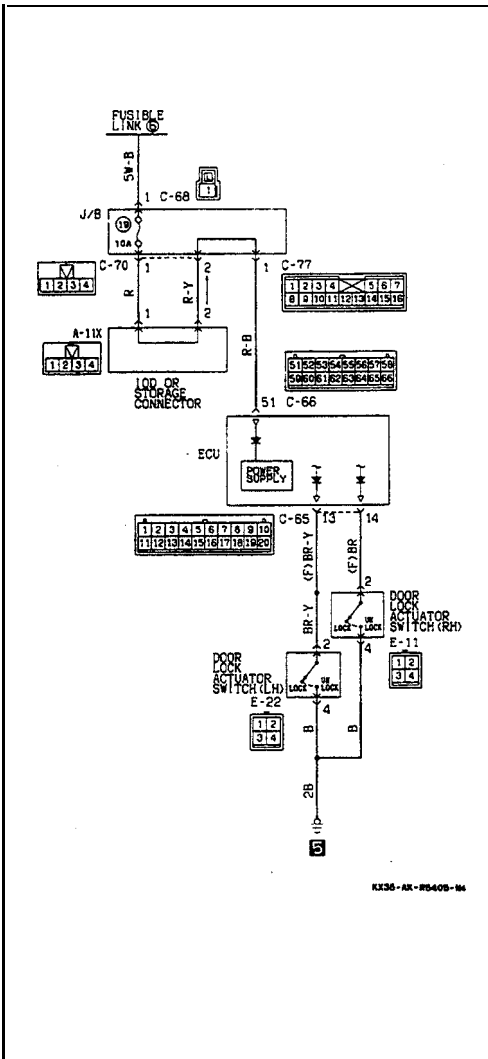 FUSIBLE
LINK ⑤
5W-B
1 C-68
1
J/B
⑲
10A
C-70 1 2 1 C-77
1 2 3 4
1 2 3 4 5 6 7
8 9 10 11 12 13 14 15 16
R
R-Y
R-B
1 2
A-11X
1 2 3 4
IOD OR
STORAGE
CONNECTOR
51 52 53 54 55 56 57 58
59 60 61 62 63 64 65 66
51 C-66
ECU
POWER
SUPPLY
C-65 13 14
1 2 3 4 5 6 7 8 9 10
11 12 13 14 15 16 17 18 19 20
(F)BR-Y
(F)BR
2
DOOR
LOCK
ACTUATOR
SWITCH(RH)
LOCK UN LOCK
4
E-11
1 2
3 4
BR-Y
2
DOOR
LOCK
ACTUATOR
SWITCH(LH)
LOCK UN LOCK
4
E-22
1 2
3 4
B
B
2B
5
KX36-AK-R5405-NM